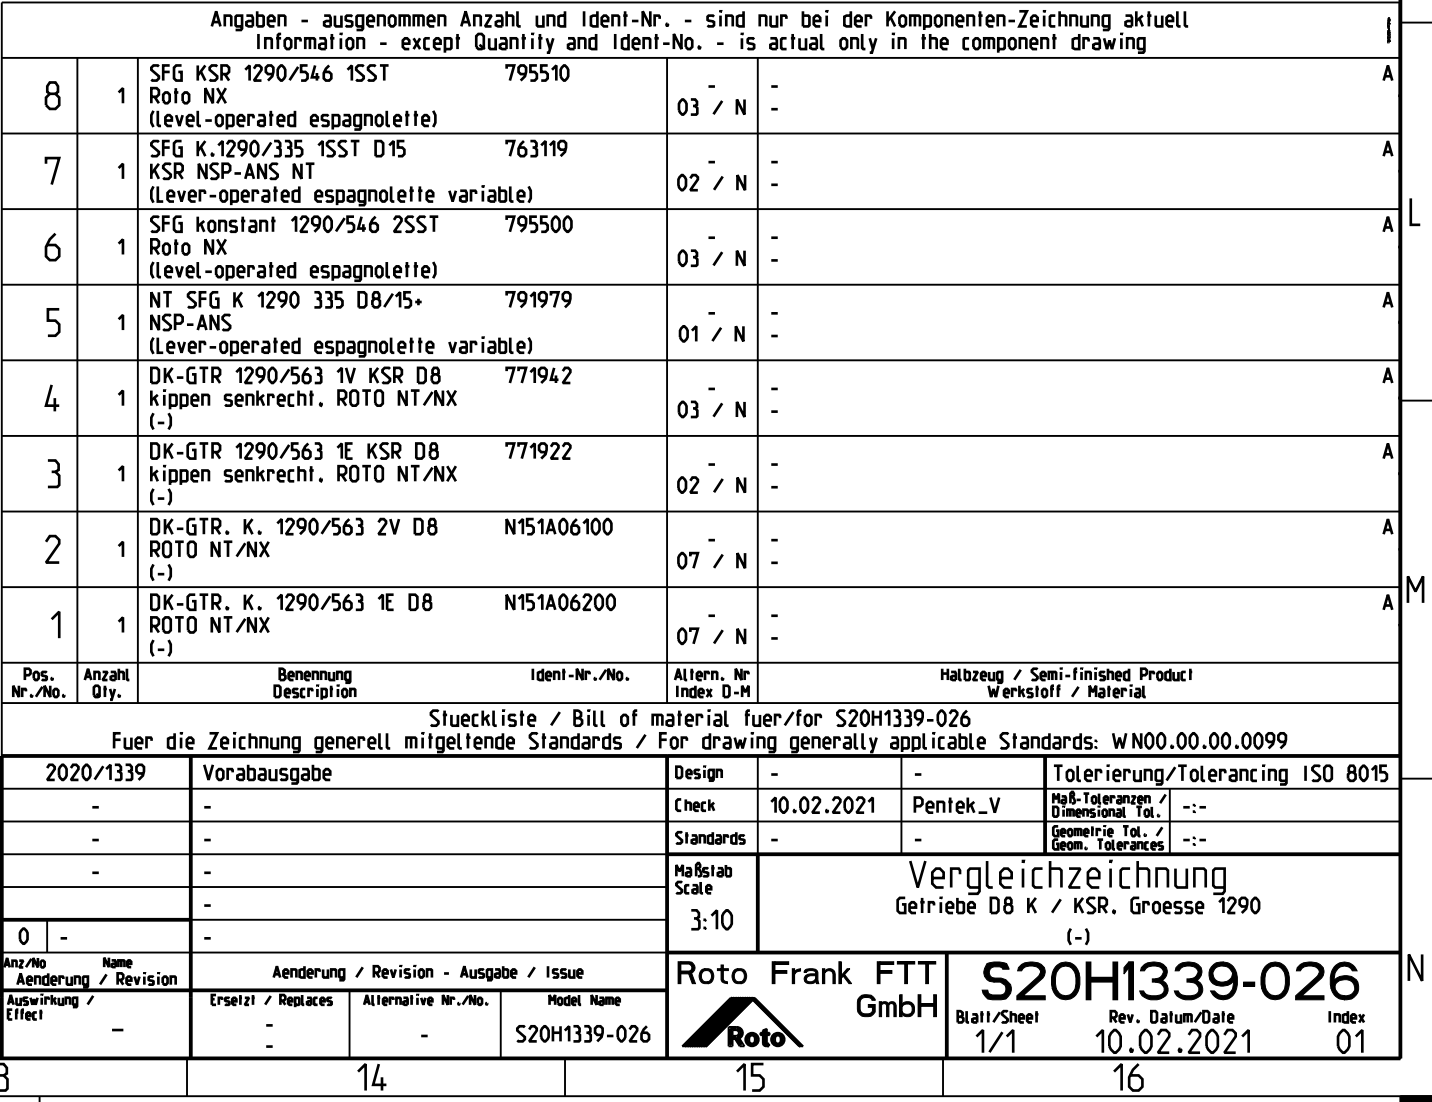 Angaben - ausgenommen Anzahl und Ident-Nr. - sind nur bei der Komponenten-Zeichnung aktuell
Information - except Quantity and Ident-No. - is actual only in the component drawing
8 1 SFG KSR 1290/546 1SST 795510 - - A
Roto NX 03 / N -
(level-operated espagnolette)
7 1 SFG K.1290/335 1SST D15 763119 - - A
KSR NSP-ANS NT 02 / N -
(Lever-operated espagnolette variable)
6 1 SFG konstant 1290/546 2SST 795500 - - A
Roto NX 03 / N -
(level-operated espagnolette)
5 1 NT SFG K 1290 335 D8/15+ 791979 - - A
NSP-ANS 01 / N -
(Lever-operated espagnolette variable)
4 1 DK-GTR 1290/563 1V KSR D8 771942 - - A
kippen senkrecht. ROTO NT/NX 03 / N -
(-)
3 1 DK-GTR 1290/563 1E KSR D8 771922 - - A
kippen senkrecht. ROTO NT/NX 02 / N -
(-)
2 1 DK-GTR. K. 1290/563 2V D8 N151A06100 - - A
ROTO NT/NX 07 / N -
(-)
1 1 DK-GTR. K. 1290/563 1E D8 N151A06200 - - A
ROTO NT/NX 07 / N -
(-)
Pos. Anzahl Benennung Ident-Nr./No. Altern. Nr Halbzeug / Semi-finished Product
Nr./No. Qty. Description Index D-M Werkstoff / Material
Stueckliste / Bill of material fuer/for S20H1339-026
Fuer die Zeichnung generell mitgeltende Standards / For drawing generally applicable Standards: WN00.00.00.0099
2020/1339 Vorabausgabe
- -
- -
- -
-
0 - -
Anz/No Name
Aenderung / Revision
Aenderung / Revision - Ausgabe / Issue
Auswirkung /
Effect
-
Ersetzt / Replaces
-
-
Alternative Nr./No.
-
Model Name
S20H1339-026
Design - - Tolerierung/Tolerancing ISO 8015
Check 10.02.2021 Pentek_V Maß-Toleranzen /
Dimensional Tol. -:-
Standards - - Geometrie Tol. /
Geom. Tolerances -:-
Maßstab
Scale
3:10
Vergleichzeichnung
Getriebe D8 K / KSR. Groesse 1290
(-)
Roto Frank FTT
GmbH
Roto
S20H1339-026
Blatt/Sheet Rev. Datum/Date Index
1/1 10.02.2021 01
L
M
N
14 15 16